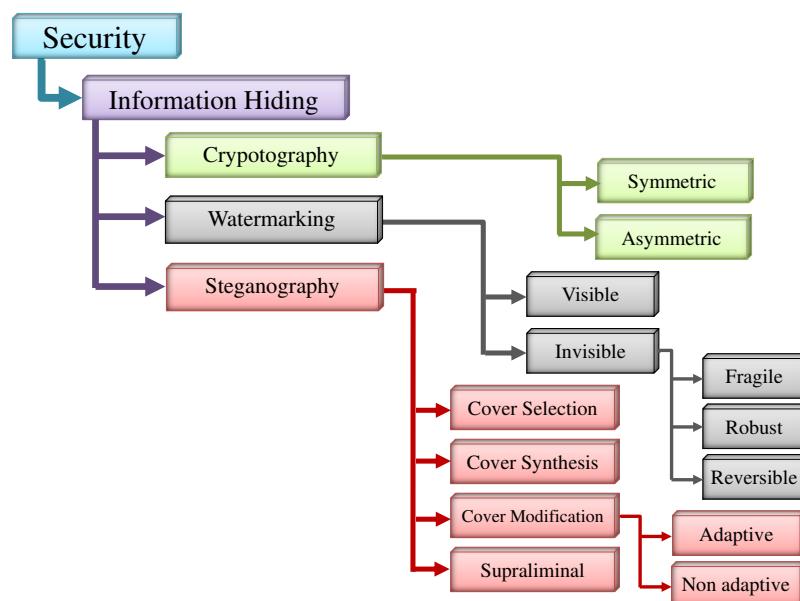 Security
Information Hiding
Crypotography
Symmetric
Watermarking
Asymmetric
Steganography
Visible
Invisible
Fragile
Cover Selection
Robust
Cover Synthesis
Reversible
Cover Modification
Adaptive
Supraliminal
Non adaptive